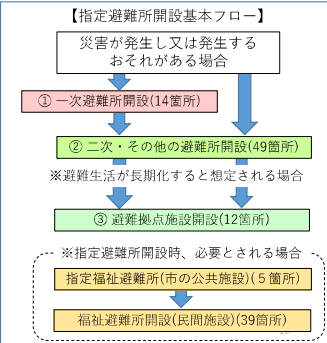 【指定避難所開設基本フロー】
災害が発生し又は発生する
おそれがある場合
① 一次避難所開設(14箇所)
② 二次・その他の避難所開設(49箇所)
※避難生活が長期化すると想定される場合
③ 避難拠点施設開設(12箇所)
※指定避難所開設時、必要とされる場合
指定福祉避難所(市の公共施設)(５箇所)
福祉避難所開設(民間施設)(39箇所)